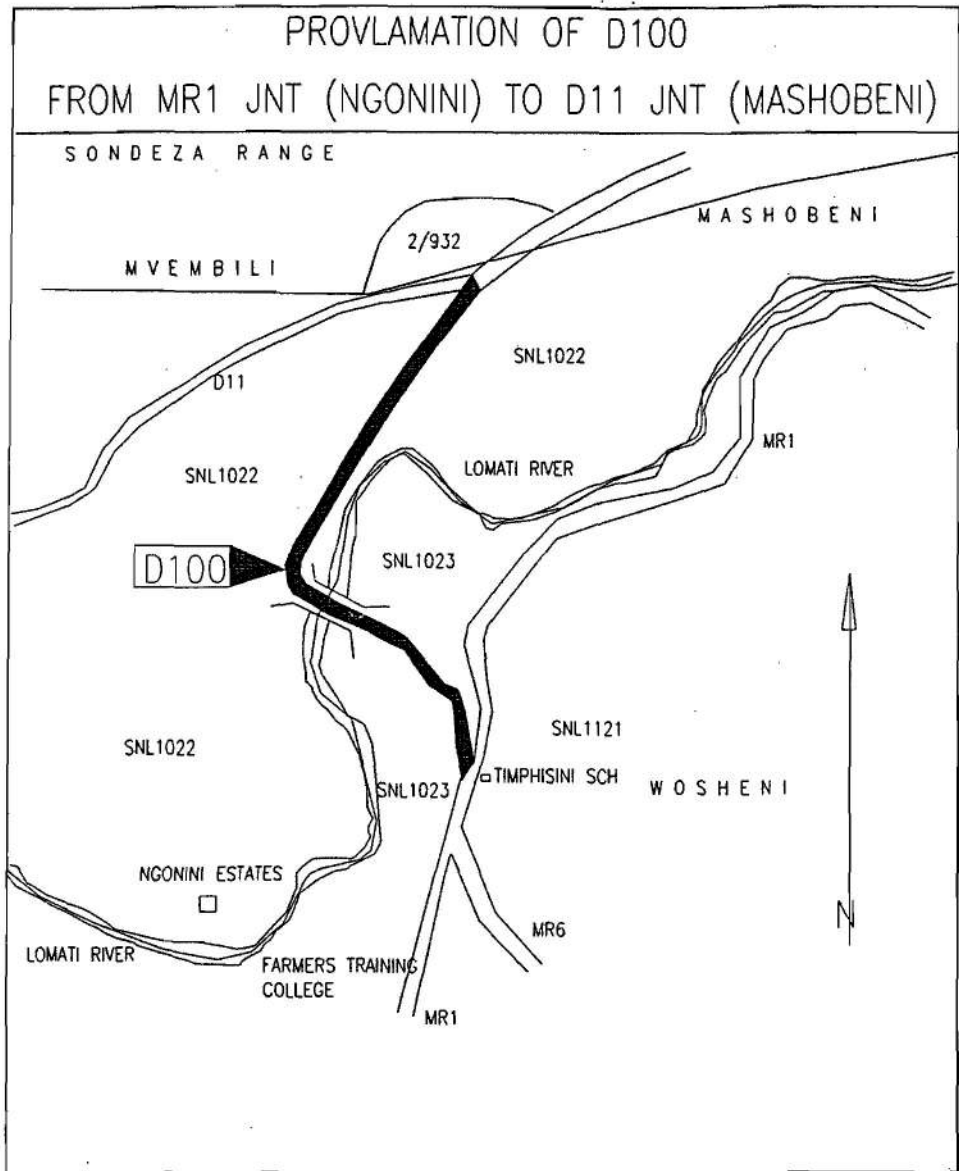 PROVLAMATION OF D100
FROM MR1 JNT (NGONINI) TO D11 JNT (MASHOBENI)
SONDEZA RANGE
MASHOBENI
2/932
MVEMBILI
SNL1022
D11
MR1
SNL1022
LOMATI RIVER
SNL1023
D100
SNL1121
SNL1022
TIMPHISINI SCH
SNL1023
WOSHENI
NGONINI ESTATES
N
MR6
LOMATI RIVER
FARMERS TRAINING
COLLEGE
MR1